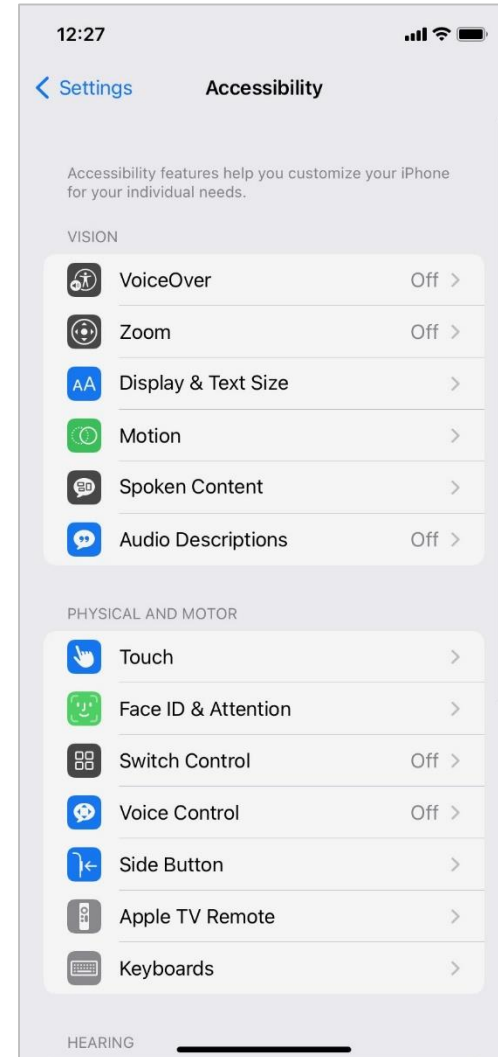 12:27
Settings Accessibility
Accessibility features help you customize your iPhone
for your individual needs.
VISION
VoiceOver Off
Zoom Off
AA Display & Text Size
Motion
Spoken Content
Audio Descriptions Off
PHYSICAL AND MOTOR
Touch
Face ID & Attention
Switch Control Off
Voice Control Off
Side Button
Apple TV Remote
Keyboards
HEARING